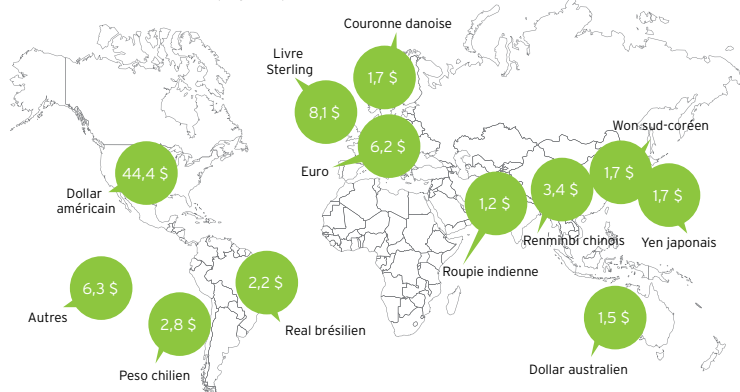 Couronne danoise
1,7 $
Livre
Sterling
8,1 $
6,2 $
Euro
44,4 $
Dollar
américain
Won sud-coréen
1,7 $
1,7 $
Yen japonais
3,4 $
Renminbi chinois
1,2 $
Roupie indienne
2,2 $
Real brésilien
6,3 $
Autres
2,8 $
Peso chilien
1,5 $
Dollar australien